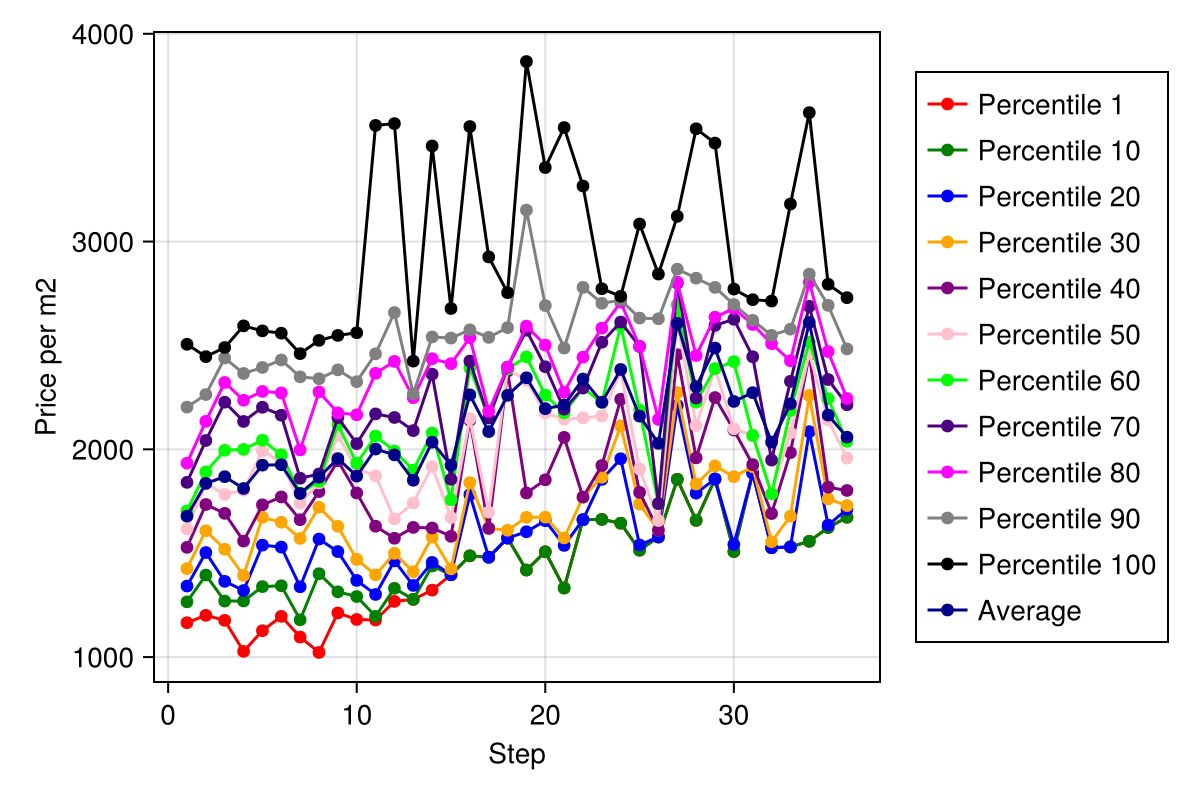 4000
3000
2000
1000
Price per m2
0 10 20 30
Step
Percentile 1
Percentile 10
Percentile 20
Percentile 30
Percentile 40
Percentile 50
Percentile 60
Percentile 70
Percentile 80
Percentile 90
Percentile 100
Average